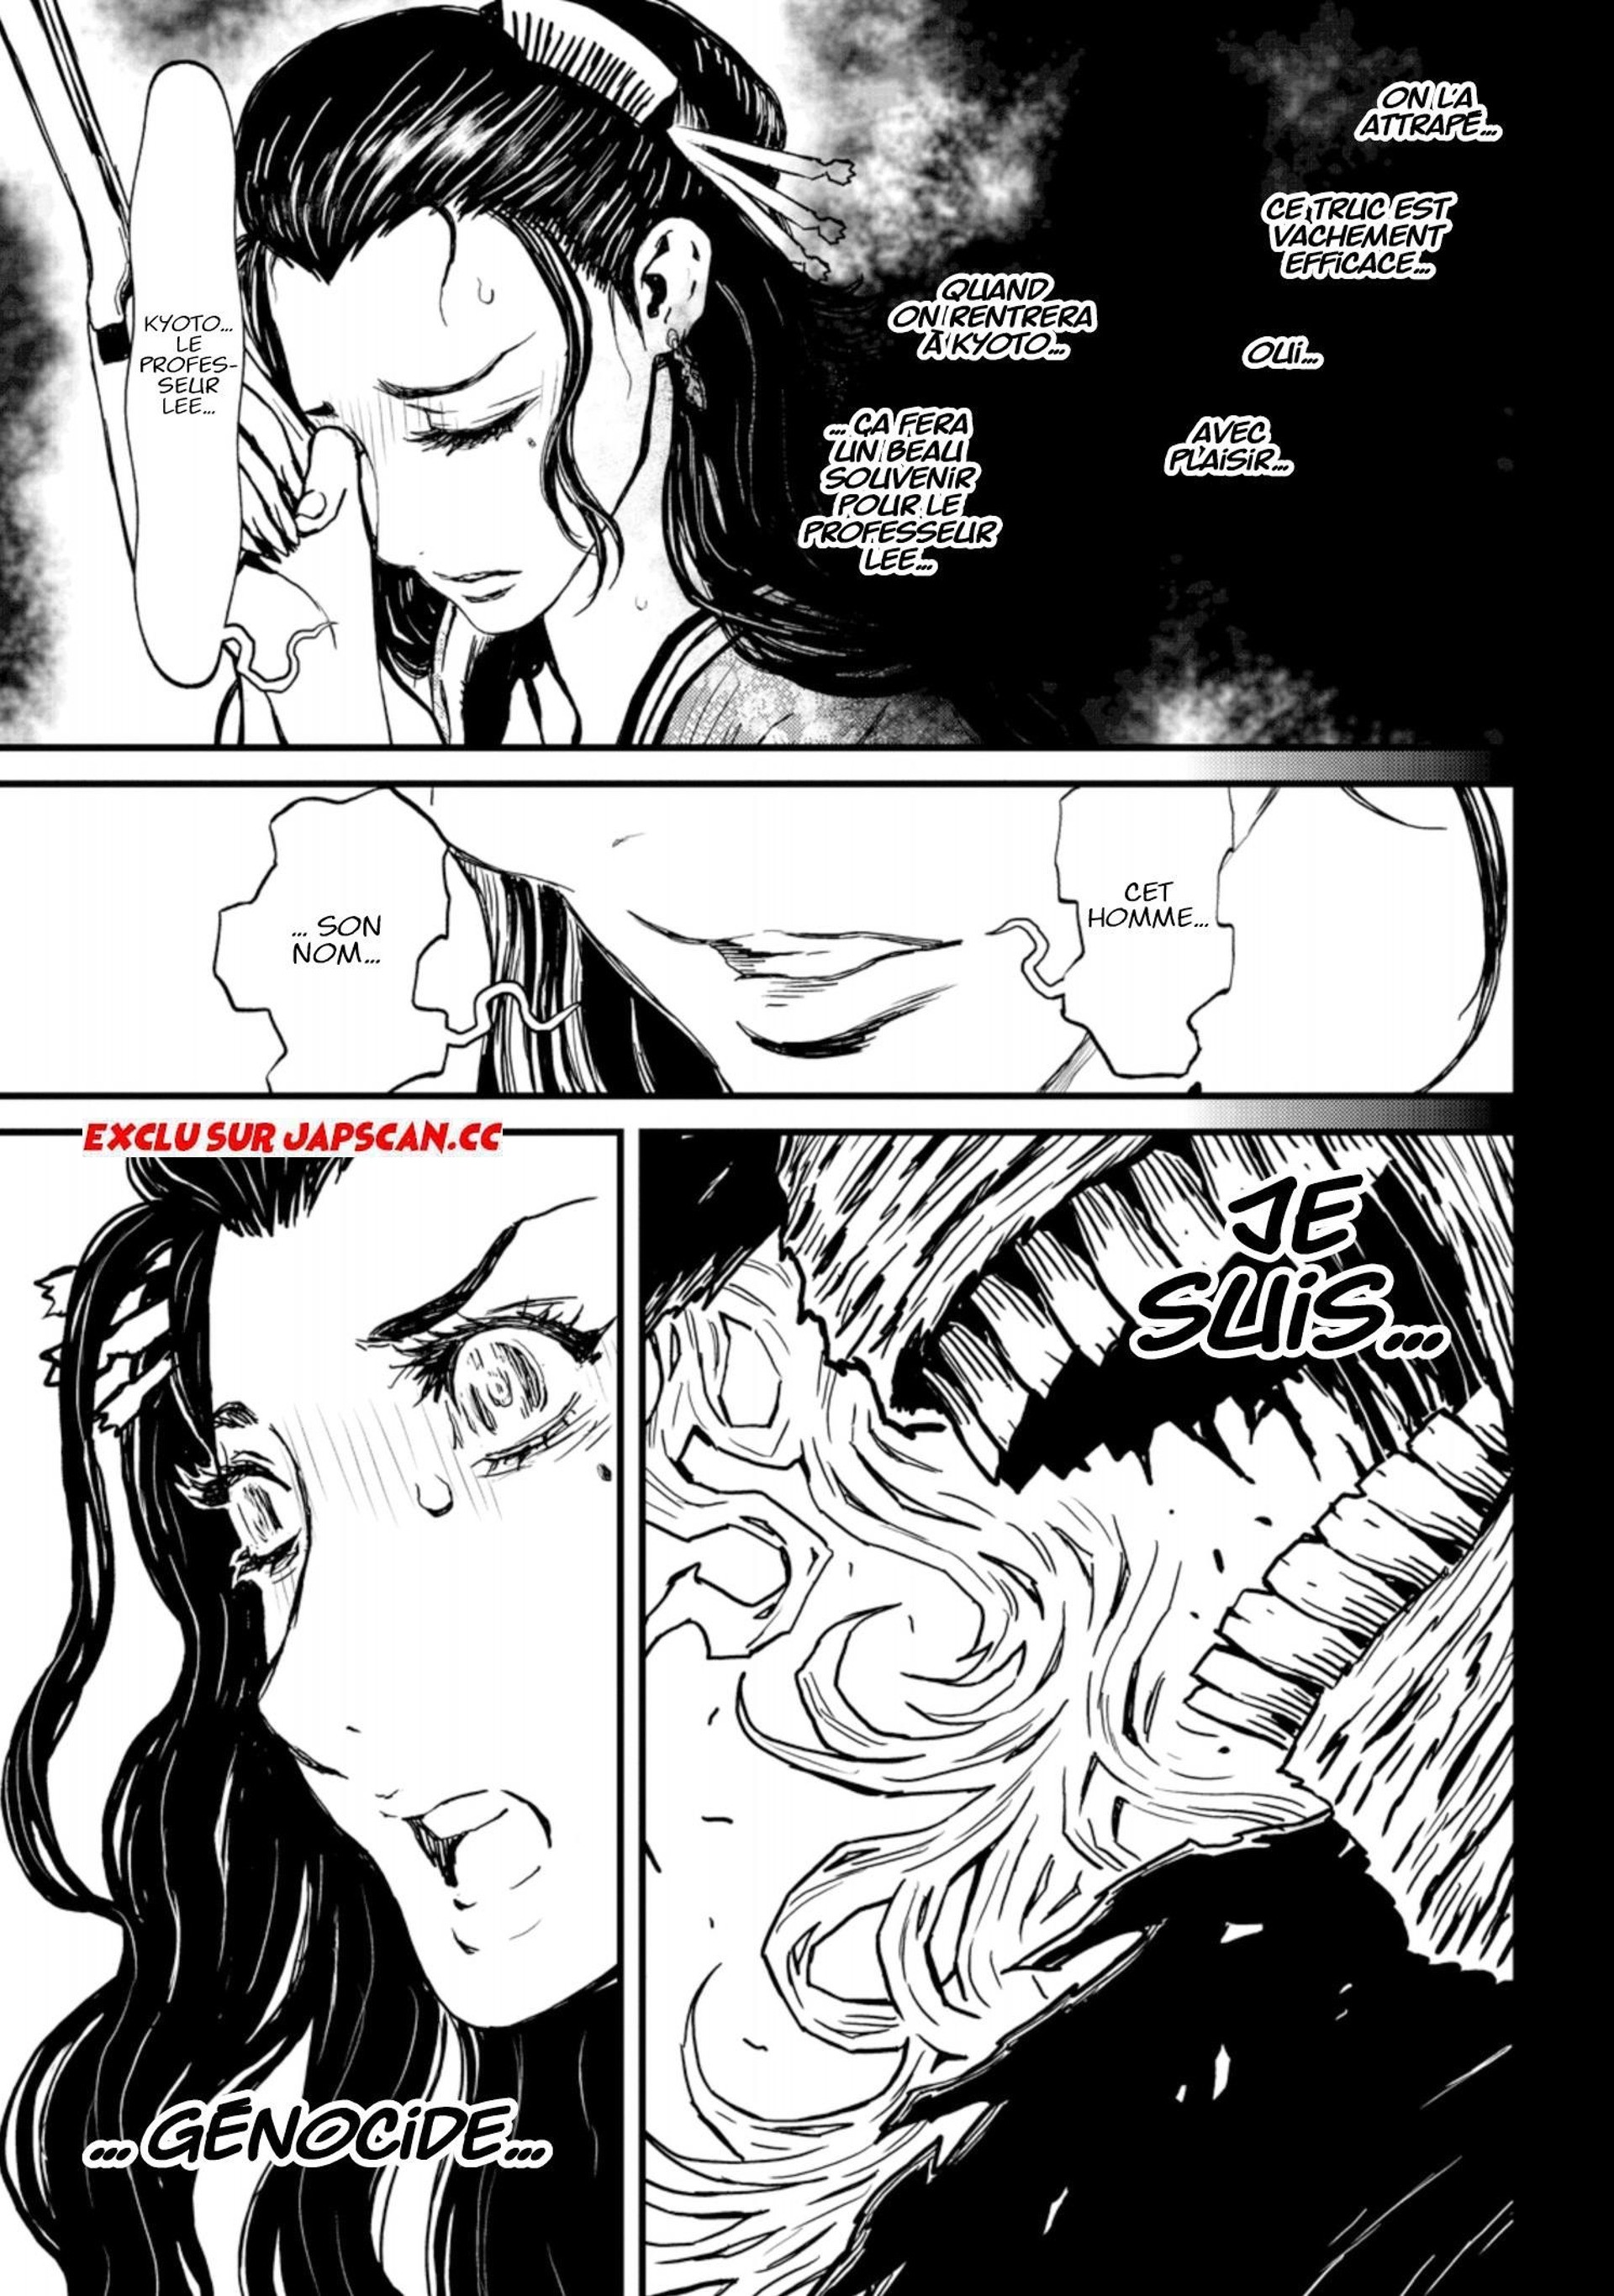 ON L'A
ATTRAPÉ...
CE TRUC EST
VACHEMENT
EFFICACE...
OUI...
AVEC
PLAISIR...
QUAND
ON RENTRERA
À KYOTO...
... ÇA FERA
UN BEAU
SOUVENIR
POUR LE
PROFESSEUR
LEE...
KYOTO...
LE
PROFES-
SEUR
LEE...
CET
HOMME...
... SON
NOM...
EXCLU SUR JAPSCAN.CC
JE
SUIS...
... GÉNOCIDE...